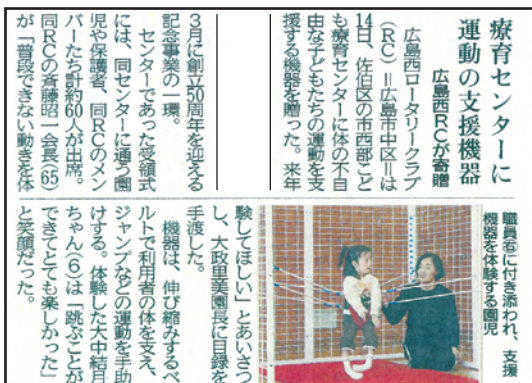 療育センターに
運動の支援機器
広島西RCが寄贈
広島西ロータリークラブ
(RC)=広島市中区=は
14日、佐伯区の市西部こど
も療育センターに体の不自
由な子どもたちの運動を支
援する機器を贈った。来年
3月に創立50周年を迎える
記念事業の一環。
センターであった受領式
には、同センターに通う園
児や保護者、同RCのメン
バーたち計約60人が出席。
同RCの斉藤昭一会長(65)
が「普段できない動きを体
験してほしい」とあいさつ
し、大政里美園長に目録を
手渡した。
機器は、伸び縮みするベ
ルトで利用者の体を支え、
ジャンプなどの運動を手助
けする。体験した大中結月
ちゃん(6)は「跳ぶことが
できてとても楽しかった」
と笑顔だった。
職員㊨に付き添われ、支援
機器を体験する園児